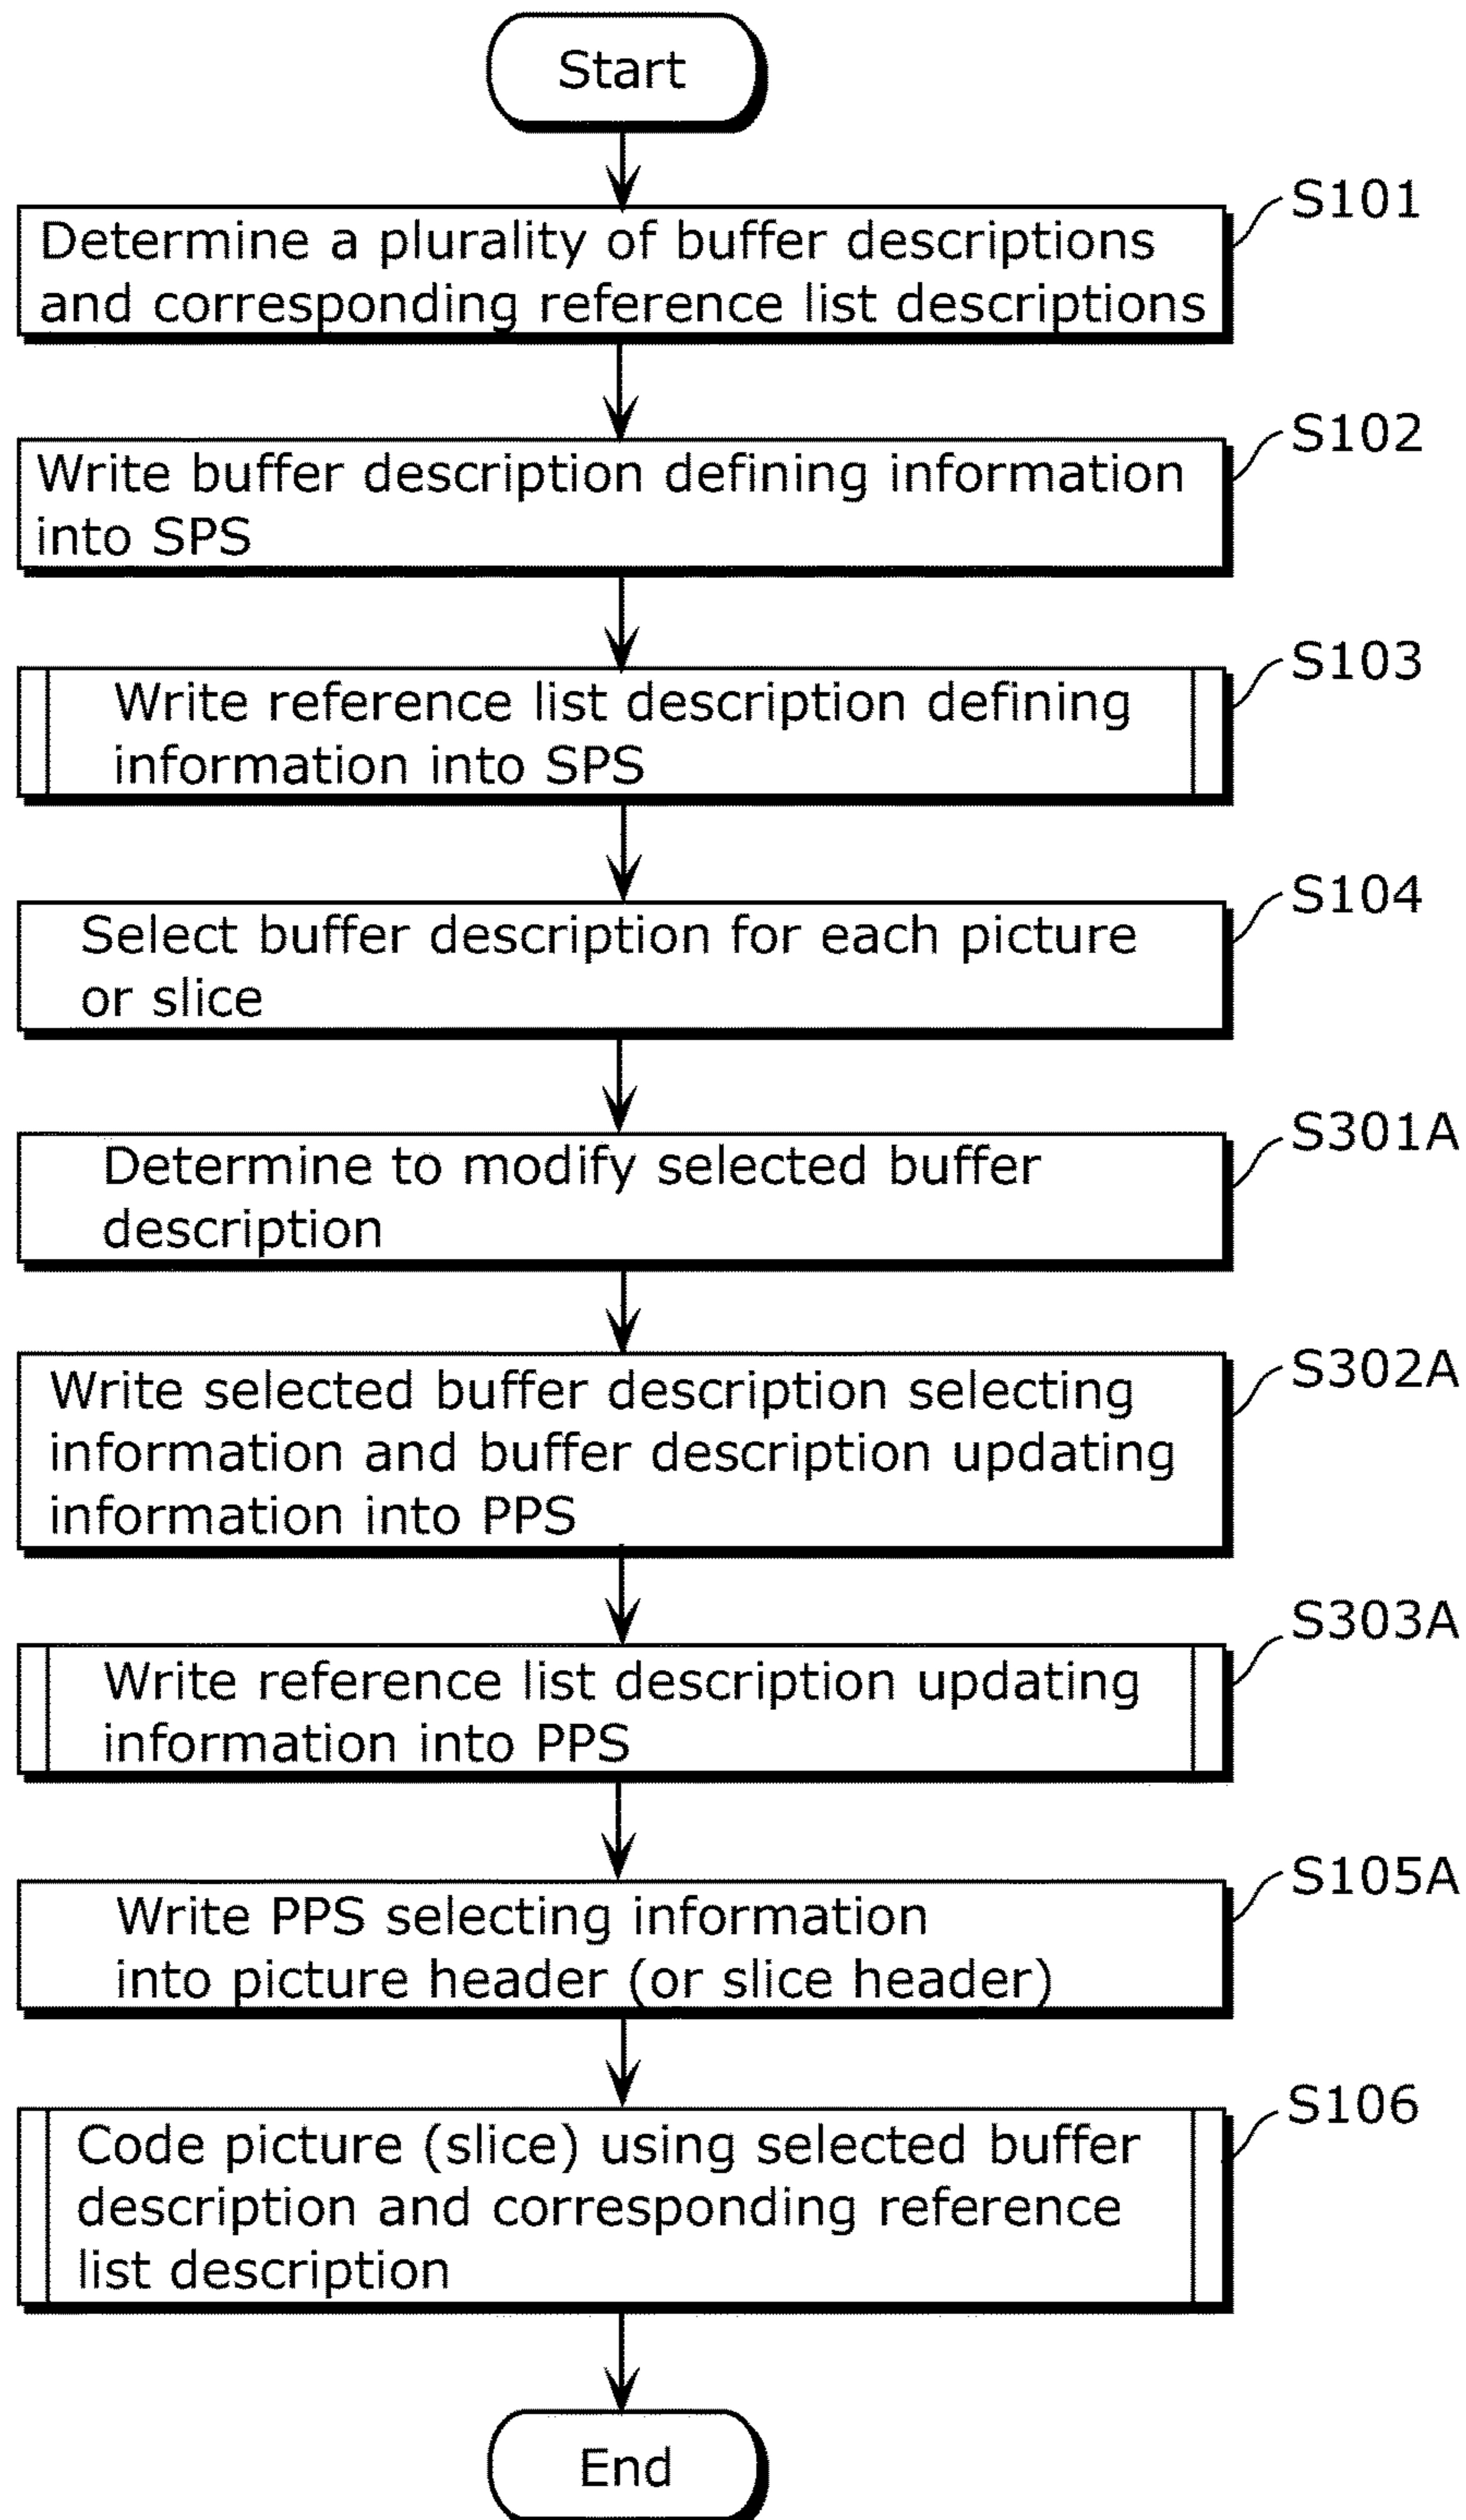 Start
S101
Determine a plurality of buffer descriptions
and corresponding reference list descriptions
S102
Write buffer description defining information
into SPS
S103
Write reference list description defining
information into SPS
S104
Select buffer description for each picture
or slice
S301A
Determine to modify selected buffer
description
S302A
Write selected buffer description selecting
information and buffer description updating
information into PPS
S303A
Write reference list description updating
information into PPS
S105A
Write PPS selecting information
into picture header (or slice header)
S106
Code picture (slice) using selected buffer
description and corresponding reference
list description
End